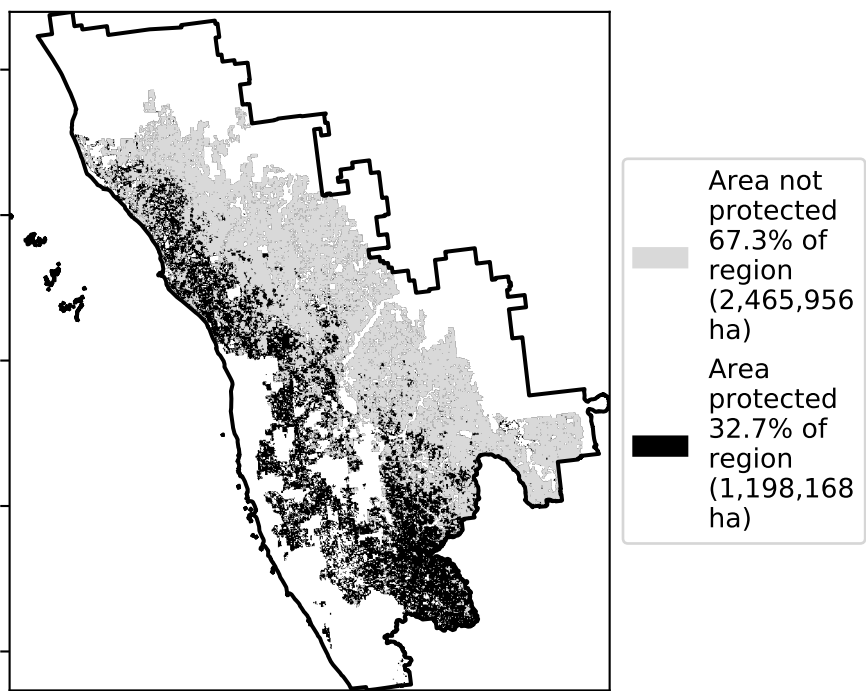 Area not
protected
67.3% of
region
(2,465,956
ha)
Area
protected
32.7% of
region
(1,198,168
ha)